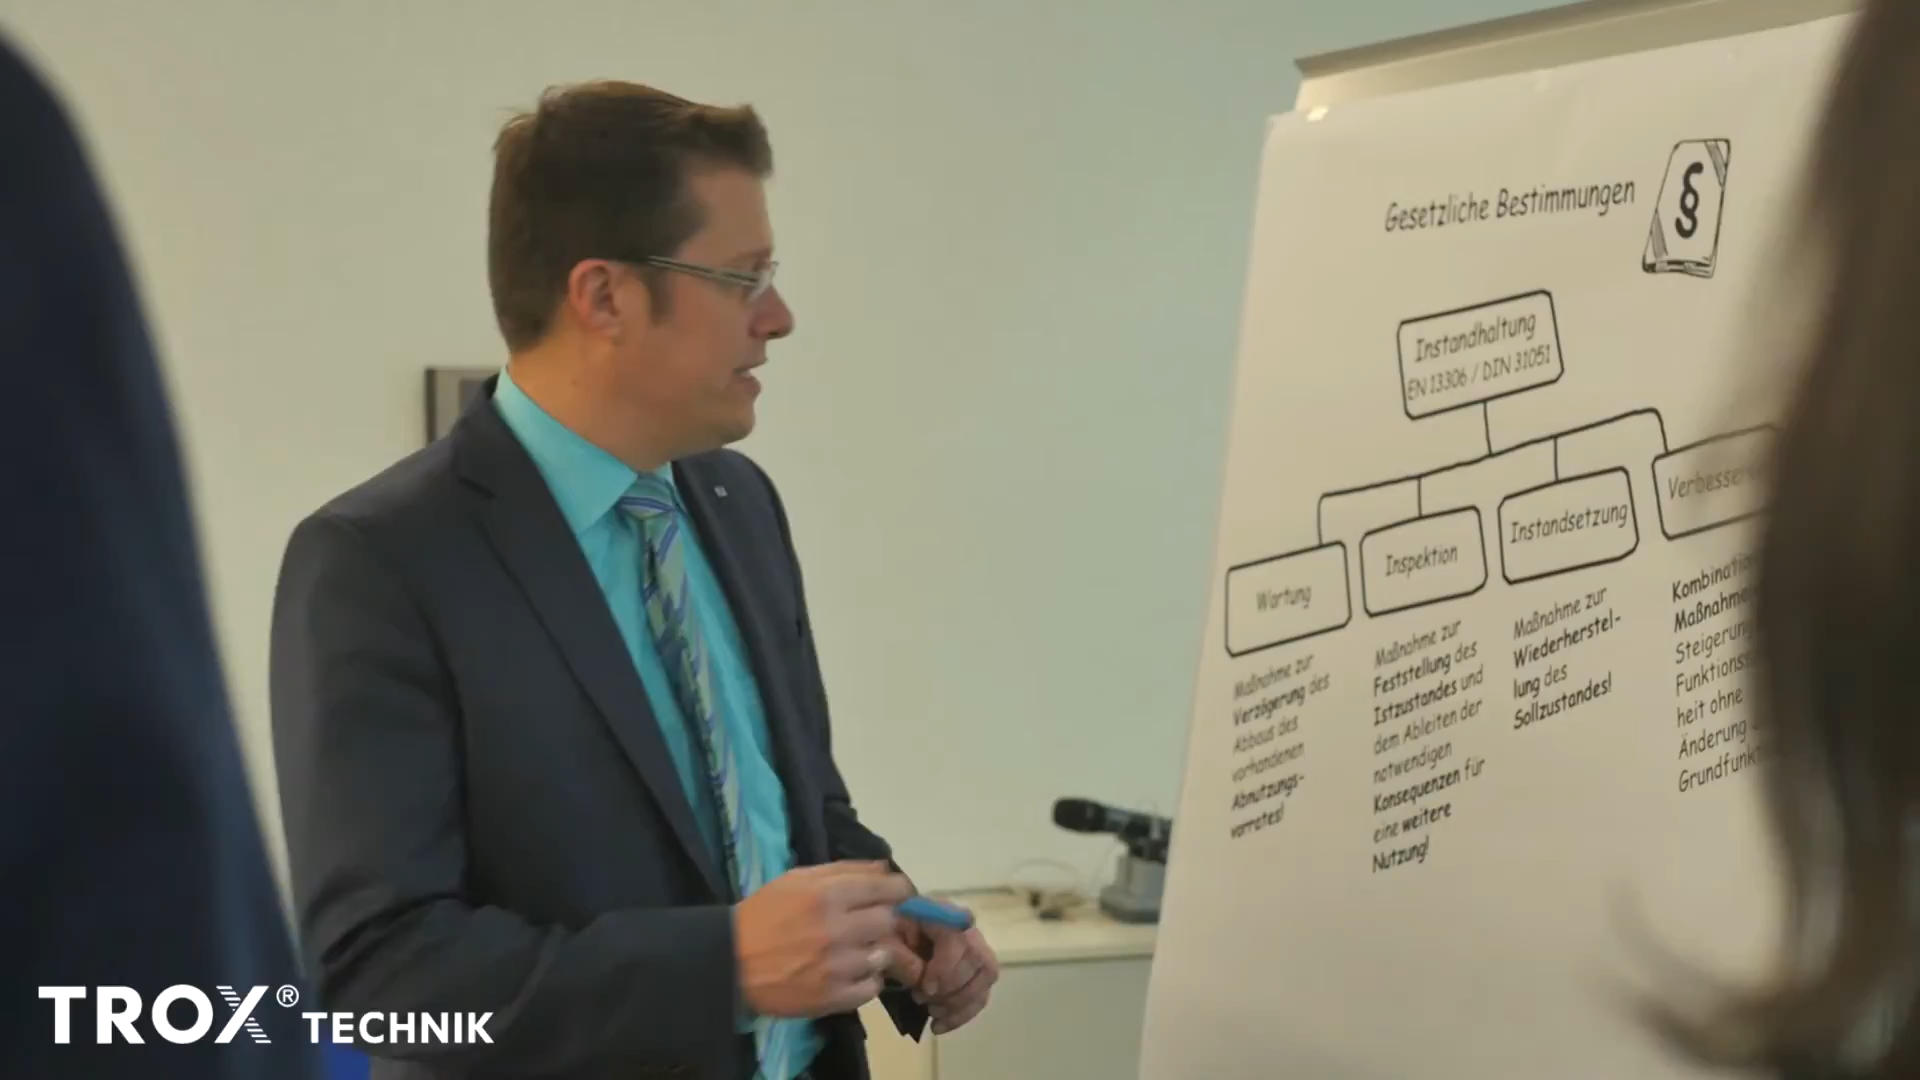 Gesetzliche Bestimmungen
§
Instandhaltung
EN 13306 / DIN 31051
Wartung
Maßnahme zur
Verzögerung des
Abbaus des
vorhandenen
Abnutzungs-
vorrates!
Inspektion
Maßnahme zur
Feststellung des
Istzustandes und
dem Ableiten der
notwendigen
Konsequenzen für
eine weitere
Nutzung!
Instandsetzung
Maßnahme zur
Wiederherstel-
lung des
Sollzustandes!
Steigerung
heit ohne
Änderung
TROX® TECHNIK